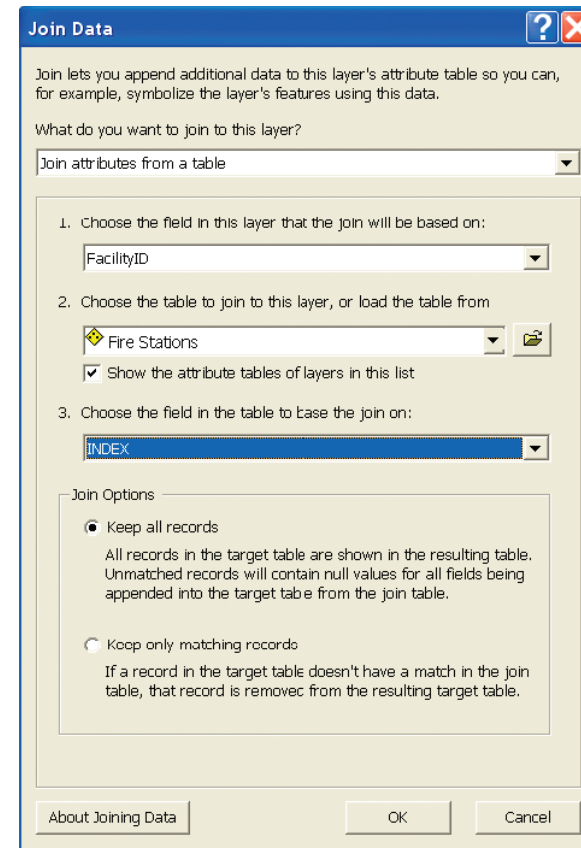 Join Data
Join lets you append additional data to this layer's attribute table so you can,
for example, symbolize the layer's features using this data.
What do you want to join to this layer?
Join attributes from a table
1. Choose the field in this layer that the join will be based on:
FacilityID
2. Choose the table to join to this layer, or load the table from
Fire Stations
Show the attribute tables of layers in this list
3. Choose the field in the table to base the join on:
INDEX
Join Options
Keep all records
All records in the target table are shown in the resulting table.
Unmatched records will contain null values for all fields being
appended into the target table from the join table.
Keep only matching records
If a record in the target table doesn't have a match in the join
table, that record is removed from the resulting target table.
About Joining Data
OK
Cancel